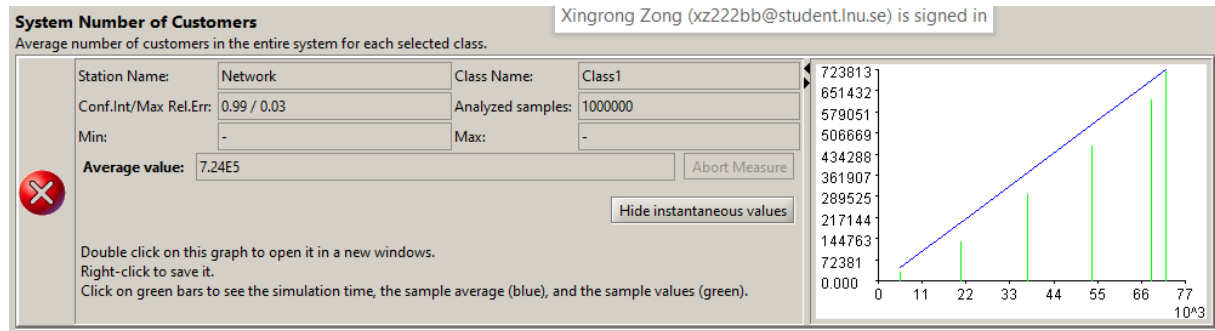 System Number of Customers
Xingrong Zong (xz222bb@student.lnu.se) is signed in
Average number of customers in the entire system for each selected class.
Station Name: Network Class Name: Class1
Conf.Int/Max Rel.Err: 0.99 / 0.03 Analyzed samples: 1000000
Min: - Max: -
Average value: 7.24E5 Abort Measure
Hide instantaneous values
Double click on this graph to open it in a new windows.
Right-click to save it.
Click on green bars to see the simulation time, the sample average (blue), and the sample values (green).
723813
651432
579051
506669
434288
361907
289525
217144
144763
72381
0.000
0 11 22 33 44 55 66 77
10^3